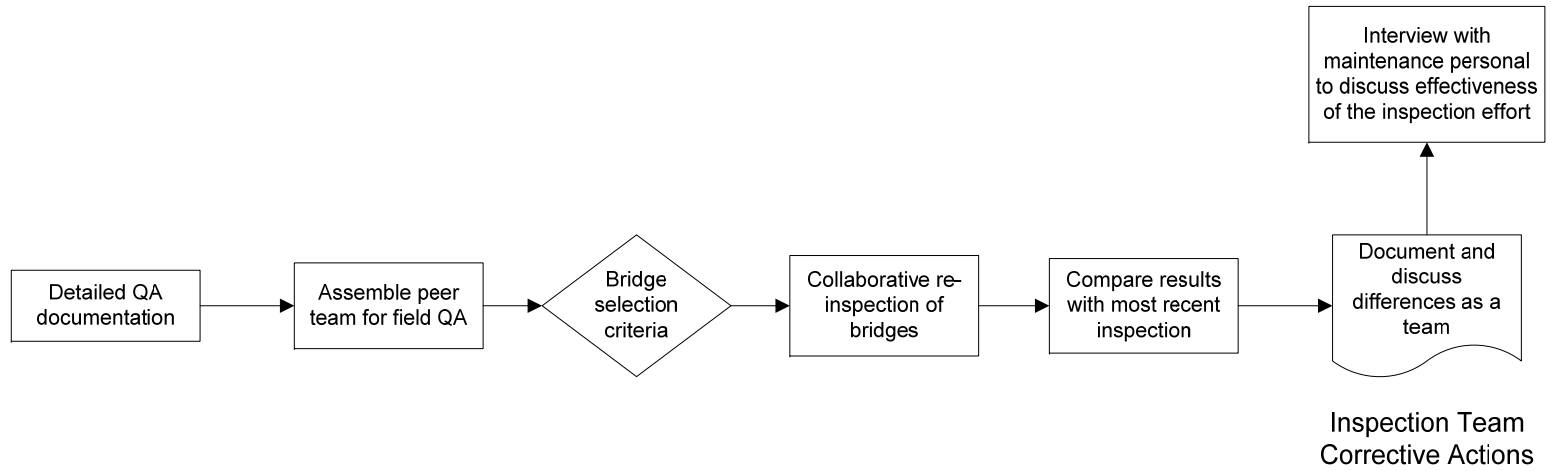 Detailed QA
documentation
Assemble peer
team for field QA
Bridge
selection
criteria
Collaborative re-
inspection of
bridges
Compare results
with most recent
inspection
Document and
discuss
differences as a
team
Interview with
maintenance personal
to discuss effectiveness
of the inspection effort
Inspection Team
Corrective Actions